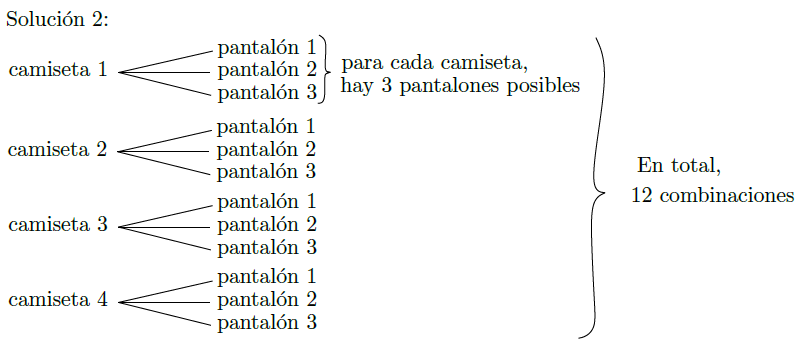 Solución 2:
camiseta 1
pantalón 1
pantalón 2
pantalón 3
para cada camiseta,
hay 3 pantalones posibles
camiseta 2
pantalón 1
pantalón 2
pantalón 3
camiseta 3
pantalón 1
pantalón 2
pantalón 3
camiseta 4
pantalón 1
pantalón 2
pantalón 3
En total,
12 combinaciones